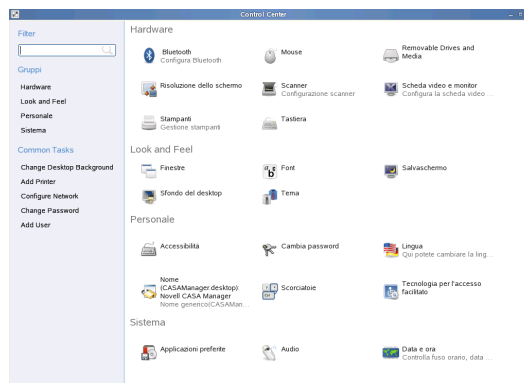 Control Center
Filter
Gruppi
Hardware
Look and Feel
Personale
Sistema
Common Tasks
Change Desktop Background
Add Printer
Configure Network
Change Password
Add User
Hardware
Bluetooth
Configura Bluetooth
Mouse
Removable Drives and
Media
Risoluzione dello schermo
Scanner
Configurazione scanner
Scheda video e monitor
Configura la scheda video ...
Stampanti
Gestione stampanti
Tastiera
Look and Feel
Finestre
Font
Salvaschermo
Sfondo del desktop
Tema
Personale
Accessibilità
Cambia password
Lingua
Qui potete cambiare la ling...
Nome
(CASAManager.desktop):
Novell CASA Manager
Nome generico(CASAMan...
Scorciatoie
Tecnologia per l'accesso
facilitato
Sistema
Applicazioni preferite
Audio
Data e ora
Controlla fuso orario, data ...